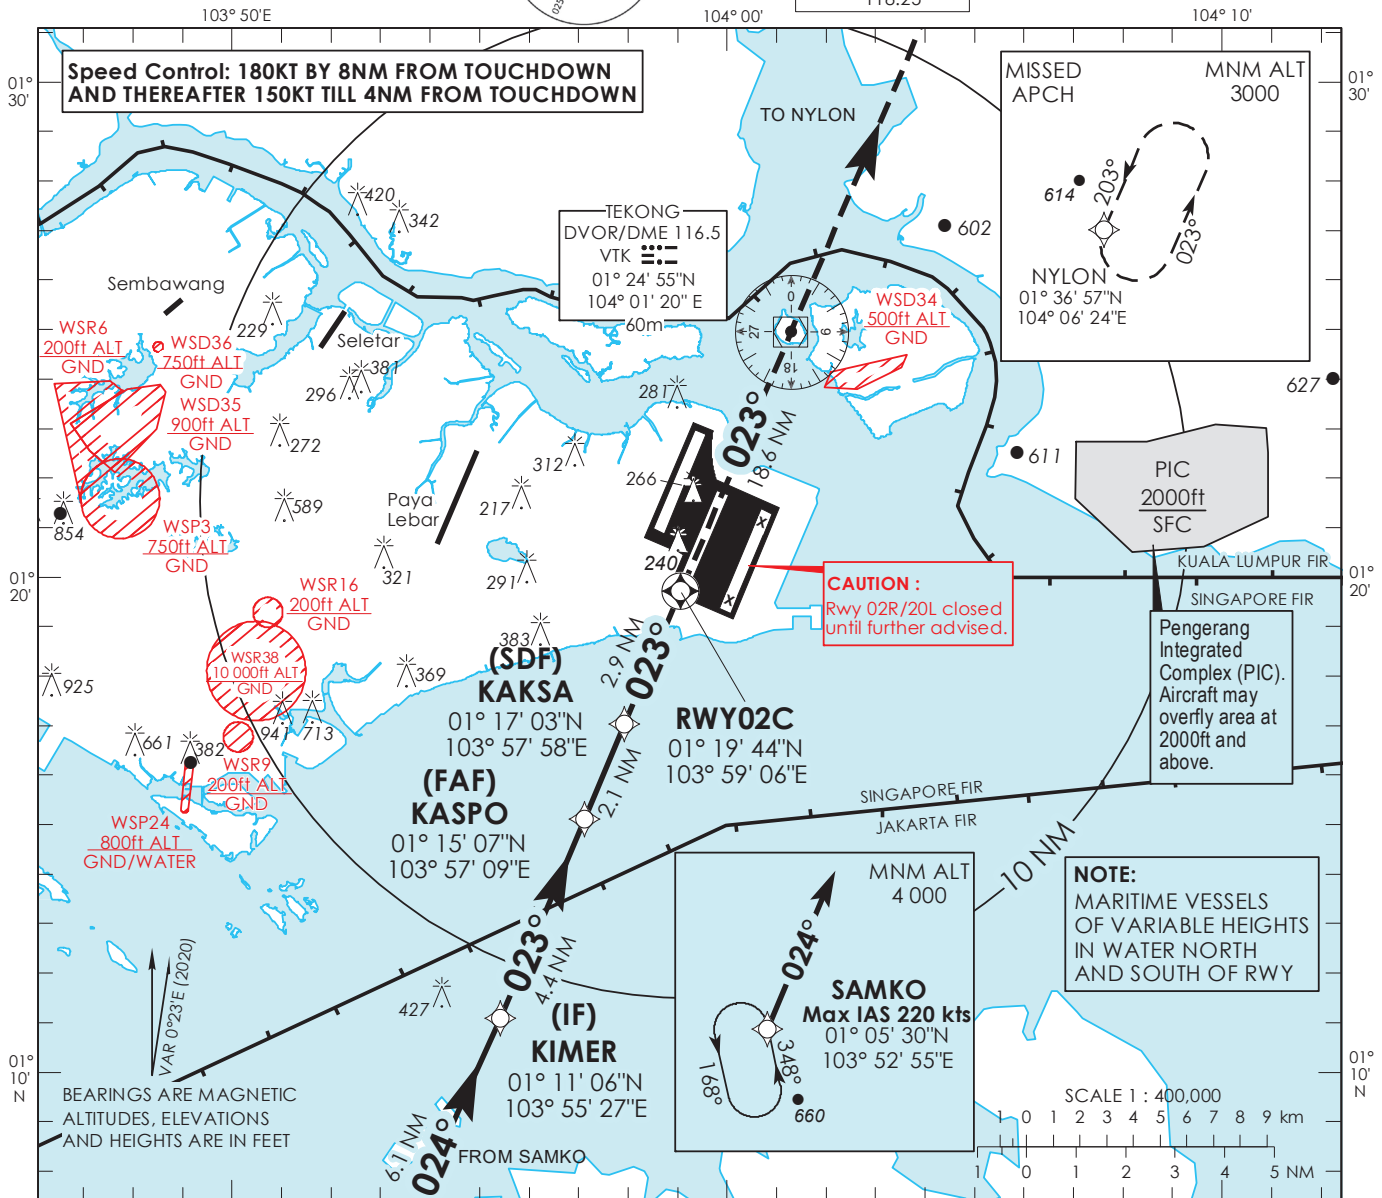 025
118.25
103° 50'E
104° 00'
104° 10'
01°
30'
01°
30'
Speed Control: 180KT BY 8NM FROM TOUCHDOWN
AND THEREAFTER 150KT TILL 4NM FROM TOUCHDOWN
TO NYLON
MISSED
APCH
MNM ALT
3000
614
203°
023°
NYLON
01° 36' 57"N
104° 06' 24"E
420
342
TEKONG
DVOR/DME 116.5
VTK
01° 24' 55"N
104° 01' 20" E
60m
602
Sembawang
229
Seletar
WSR6
200ft ALT
GND
WSD36
750ft ALT
GND
WSD35
900ft ALT
GND
0
9
18
27
WSD34
500ft ALT
GND
296
381
281
627
272
312
023°
18.6 NM
611
266
Paya
Lebar
217
589
854
WSP3
750ft ALT
GND
321
291
240
X
X
PIC
2000ft
SFC
KUALA LUMPUR FIR
SINGAPORE FIR
01°
20'
01°
20'
CAUTION :
Rwy 02R/20L closed
until further advised.
WSR16
200ft ALT
GND
383
Pengerang
Integrated
Complex (PIC).
Aircraft may
overfly area at
2000ft and
above.
WSR38
10 000ft ALT
GND
369
925
941
713
661
382
2.9 NM
023°
(SDF)
KAKSA
01° 17' 03"N
103° 57' 58"E
RWY02C
01° 19' 44"N
103° 59' 06"E
WSR9
200ft ALT
GND
WSP24
800ft ALT
GND/WATER
2.1 NM
(FAF)
KASPO
01° 15' 07"N
103° 57' 09"E
SINGAPORE FIR
JAKARTA FIR
10 NM
MNM ALT
4 000
024°
SAMKO
Max IAS 220 kts
01° 05' 30"N
103° 52' 55"E
348°
168°
660
NOTE:
MARITIME VESSELS
OF VARIABLE HEIGHTS
IN WATER NORTH
AND SOUTH OF RWY
023°
4.4 NM
427
(IF)
KIMER
01° 11' 06"N
103° 55' 27"E
VAR 0°23'E (2020)
01°
10'
N
01°
10'
N
BEARINGS ARE MAGNETIC
ALTITUDES, ELEVATIONS
AND HEIGHTS ARE IN FEET
6.1 NM
024°
FROM SAMKO
SCALE 1 : 400,000
1 0 1 2 3 4 5 6 7 8 9 km
1 0 1 2 3 4 5 NM